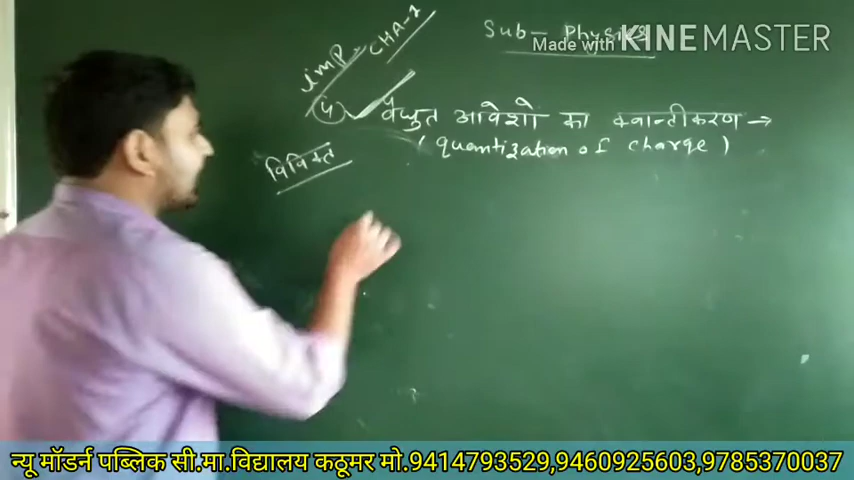 Sub - Physics
Made with KINEMASTER
imp CHA-1
(५) वैद्युत आवेशो का क्वान्टीकरण →
(quantization of charge)
विविक्त
न्यू मॉडर्न पब्लिक सी.मा.विद्यालय कठूमर मो.9414793529,9460925603,9785370037